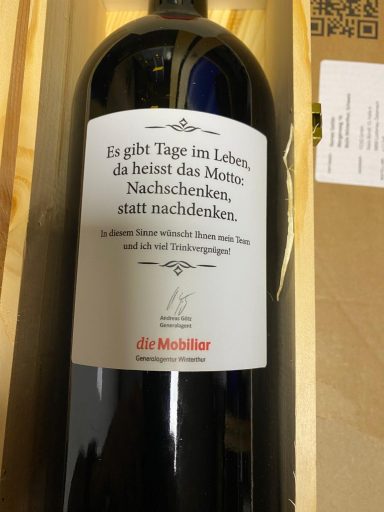 Es gibt Tage im Leben,
da heisst das Motto:
Nachschenken,
statt nachdenken.
In diesem Sinne wünscht Ihnen mein Team
und ich viel Trinkvergnügen!
Andreas Götz
Generalagent
die Mobiliar
Generalagentur Winterthur